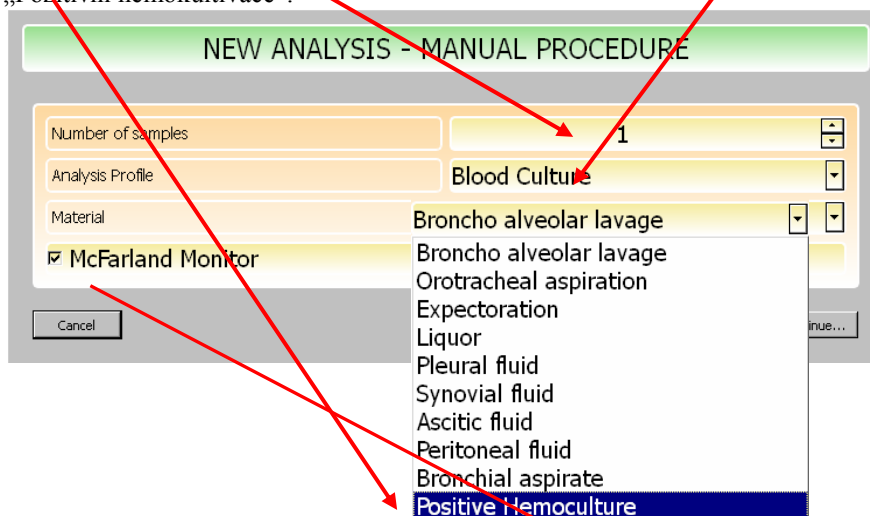 „Pozitivní hemokultivace“.
NEW ANALYSIS - MANUAL PROCEDURE
Number of samples 1
Analysis Profile Blood Culture
Material Broncho alveolar lavage
McFarland Monitor
Broncho alveolar lavage
Orotracheal aspiration
Expectoration
Cancel
inue...
Liquor
Pleural fluid
Synovial fluid
Ascitic fluid
Peritoneal fluid
Bronchial aspirate
Positive Hemoculture